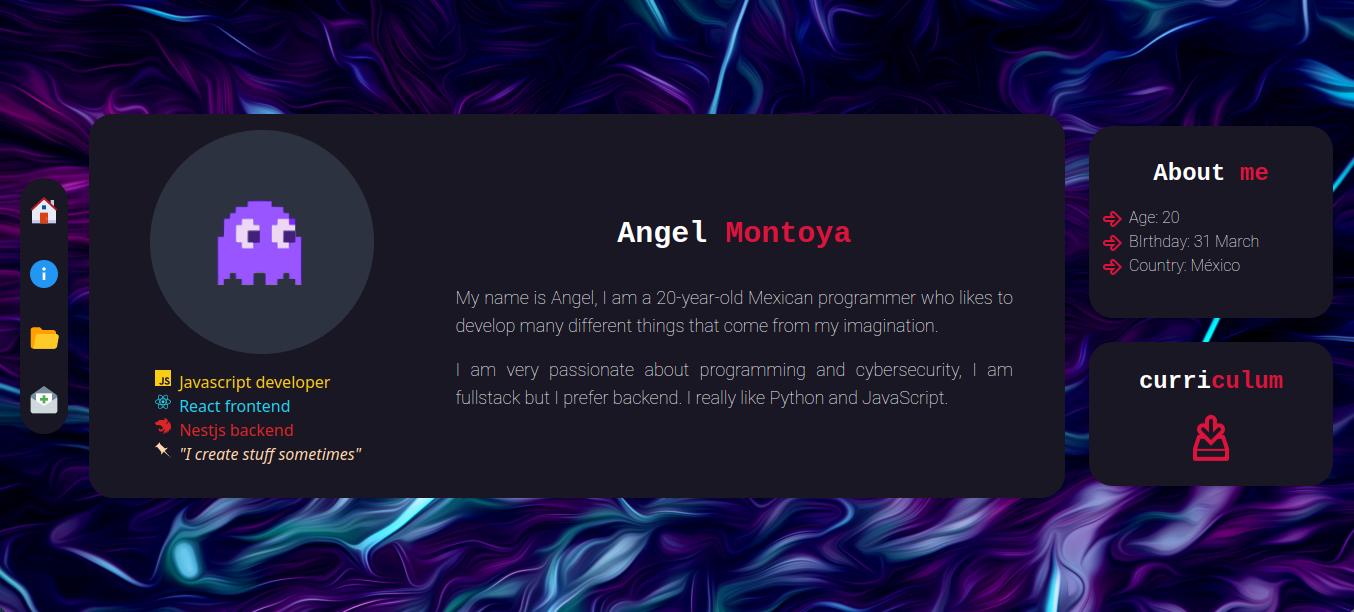 Angel Montoya
My name is Angel, I am a 20-year-old Mexican programmer who likes to
develop many different things that come from my imagination.
I am very passionate about programming and cybersecurity, I am
fullstack but I prefer backend. I really like Python and JavaScript.
JS Javascript developer
React frontend
Nestjs backend
"I create stuff sometimes"
About me
Age: 20
BIrthday: 31 March
Country: México
curriculum